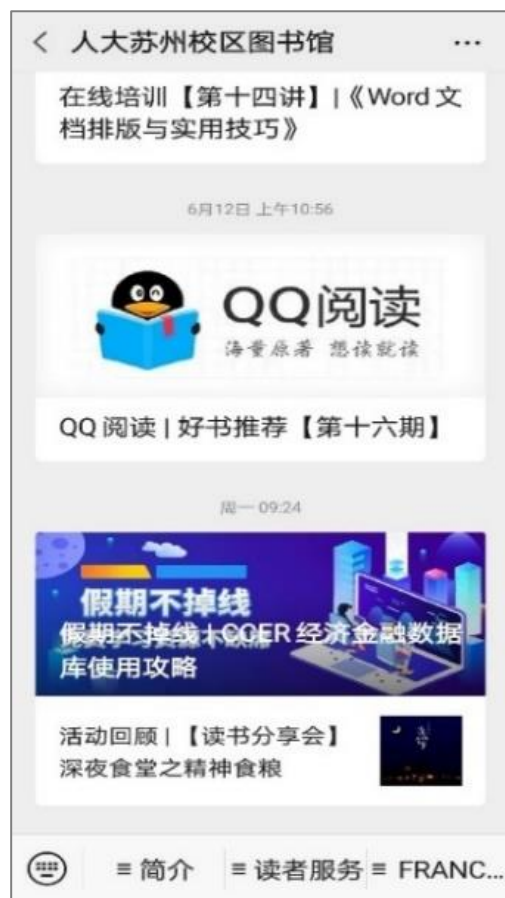 人大苏州校区图书馆
在线培训【第十四讲】|《Word 文
档排版与实用技巧》
6月12日 上午10:56
QQ阅读
海量原著 想读就读
QQ 阅读 | 好书推荐【第十六期】
周一 09:24
假期不掉线
假期不掉线 | CCER 经济金融数据
库使用攻略
活动回顾 | 【读书分享会】
深夜食堂之精神食粮
≡ 简介
≡ 读者服务
≡ FRANC...